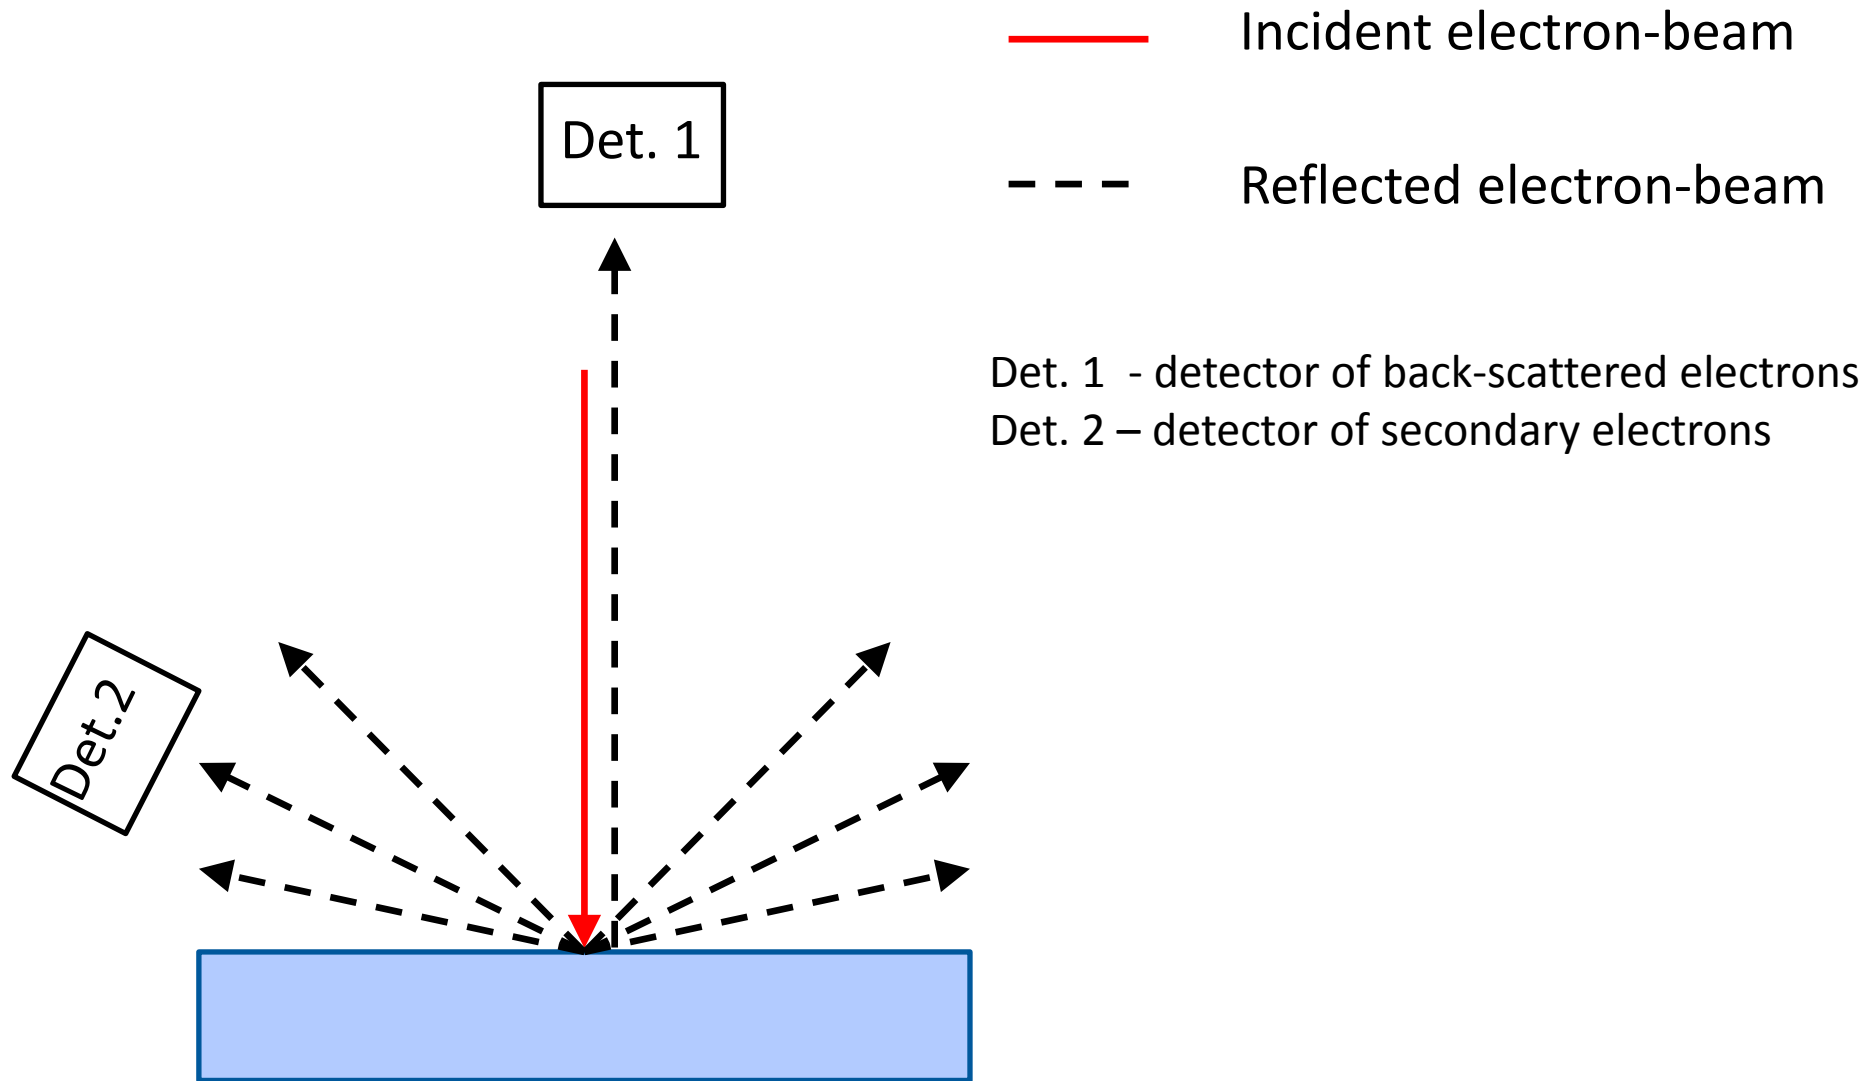 Incident electron-beam
Det. 1
Reflected electron-beam
Det. 1  - detector of back-scattered electrons
Det. 2 – detector of secondary electrons
Det.2